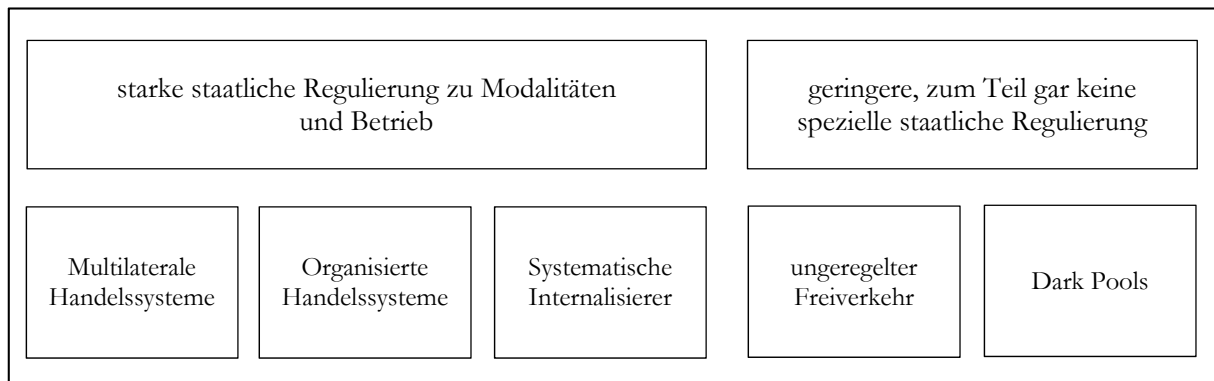 starke staatliche Regulierung zu Modalitäten
und Betrieb
geringere, zum Teil gar keine
spezielle staatliche Regulierung
Multilaterale
Handelssysteme
Organisierte
Handelssysteme
Systematische
Internalisierer
ungeregelter
Freiverkehr
Dark Pools